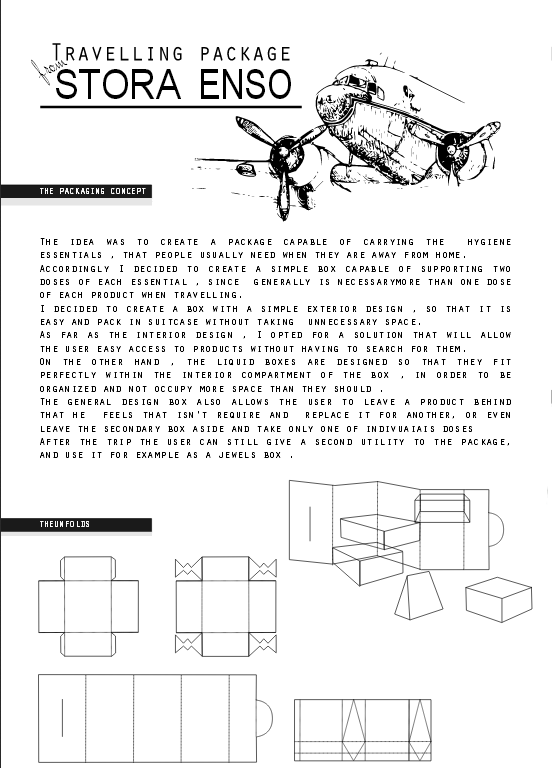 TRAVELLING PACKAGE
from
STORA ENSO
THE PACKAGING CONCEPT
THE IDEA WAS TO CREATE A PACKAGE CAPABLE OF CARRYING THE HYGIENE
ESSENTIALS , THAT PEOPLE USUALLY NEED WHEN THEY ARE AWAY FROM HOME.
ACCORDINGLY I DECIDED TO CREATE A SIMPLE BOX CAPABLE OF SUPPORTING TWO
DOSES OF EACH ESSENTIAL , SINCE GENERALLY IS NECESSARYMORE THAN ONE DOSE
OF EACH PRODUCT WHEN TRAVELLING.
I DECIDED TO CREATE A BOX WITH A SIMPLE EXTERIOR DESIGN , SO THAT IT IS
EASY AND PACK IN SUITCASE WITHOUT TAKING UNNECESSARY SPACE.
AS FAR AS THE INTERIOR DESIGN , I OPTED FOR A SOLUTION THAT WILL ALLOW
THE USER EASY ACCESS TO PRODUCTS WITHOUT HAVING TO SEARCH FOR THEM.
ON THE OTHER HAND , THE LIQUID BOXES ARE DESIGNED SO THAT THEY FIT
PERFECTLY WITHIN THE INTERIOR COMPARTMENT OF THE BOX , IN ORDER TO BE
ORGANIZED AND NOT OCCUPY MORE SPACE THAN THEY SHOULD .
THE GENERAL DESIGN BOX ALSO ALLOWS THE USER TO LEAVE A PRODUCT BEHIND
THAT HE FEELS THAT ISN'T REQUIRE AND REPLACE IT FOR ANOTHER, OR EVEN
LEAVE THE SECONDARY BOX ASIDE AND TAKE ONLY ONE OF INDIVUAIAIS DOSES
AFTER THE TRIP THE USER CAN STILL GIVE A SECOND UTILITY TO THE PACKAGE,
AND USE IT FOR EXAMPLE AS A JEWELS BOX .
THEUNFOLDS